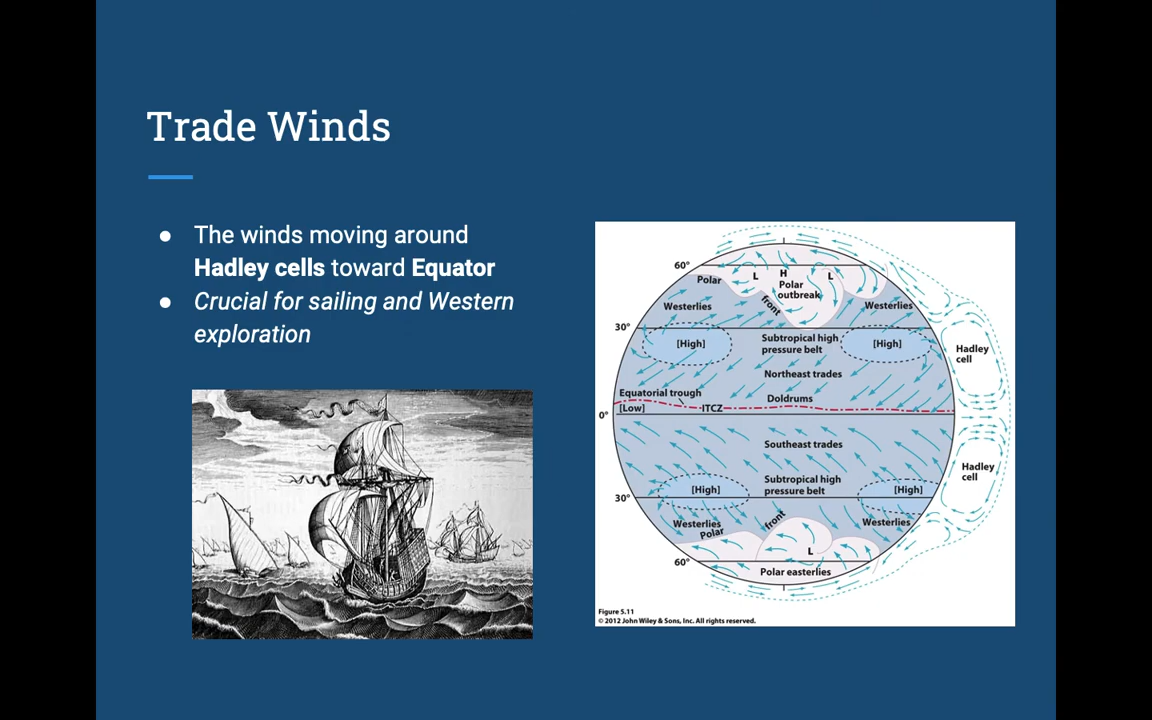 Trade Winds
● The winds moving around
Hadley cells toward Equator
● Crucial for sailing and Western
exploration
60°
Polar
L
H
L
Polar
outbreak
Westerlies
front
Westerlies
30°
[High]
Subtropical high
pressure belt
[High]
Hadley
cell
Northeast trades
Equatorial trough
Doldrums
[Low]
ITCZ
0°
Southeast trades
Hadley
cell
[High]
Subtropical high
pressure belt
[High]
30°
Westerlies
Polar
front
Westerlies
L
60°
Polar easterlies
Figure 5.11
© 2012 John Wiley & Sons, Inc. All rights reserved.